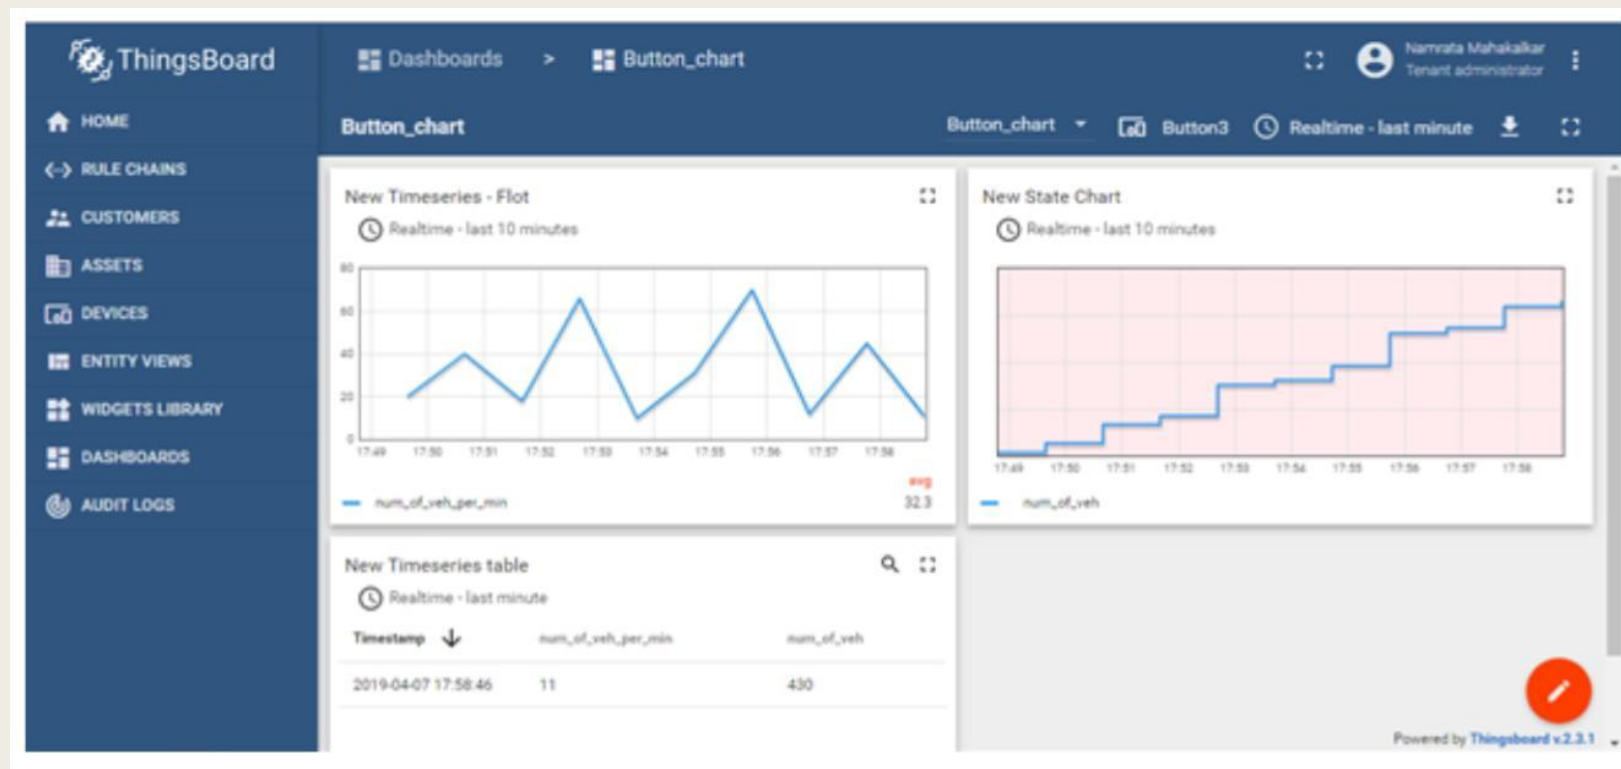 ThingsBoard
Dashboards > Button_chart
Namrata Mahakalkar
Tenant administrator
HOME
RULE CHAINS
CUSTOMERS
ASSETS
DEVICES
ENTITY VIEWS
WIDGETS LIBRARY
DASHBOARDS
AUDIT LOGS
Button_chart
Button_chart Button3 Realtime - last minute
New Timeseries - Flot
Realtime - last 10 minutes
80
60
40
20
0
17:49 17:50 17:51 17:52 17:53 17:54 17:55 17:56 17:57 17:58
avg
num_of_veh_per_min 32.3
New State Chart
Realtime - last 10 minutes
17:49 17:50 17:51 17:52 17:53 17:54 17:55 17:56 17:57 17:58
num_of_veh
New Timeseries table
Realtime - last minute
Timestamp num_of_veh_per_min num_of_veh
2019-04-07 17:58:46 11 430
Powered by Thingsboard v.2.3.1